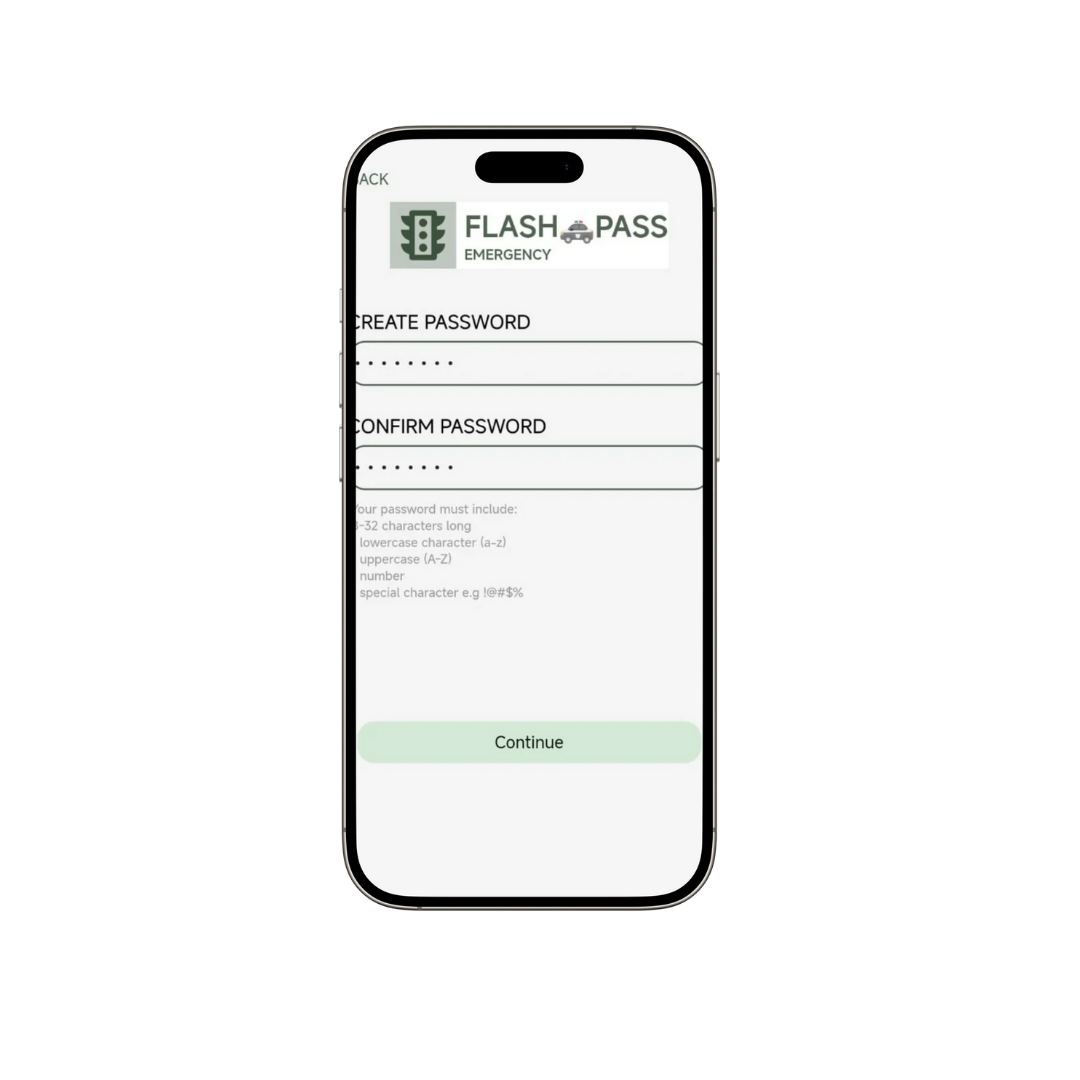 ACK
FLASH PASS
EMERGENCY
CREATE PASSWORD
• • • • • • • •
CONFIRM PASSWORD
• • • • • • • •
our password must include:
-32 characters long
lowercase character (a-z)
uppercase (A-Z)
number
special character e.g !@#$%
Continue